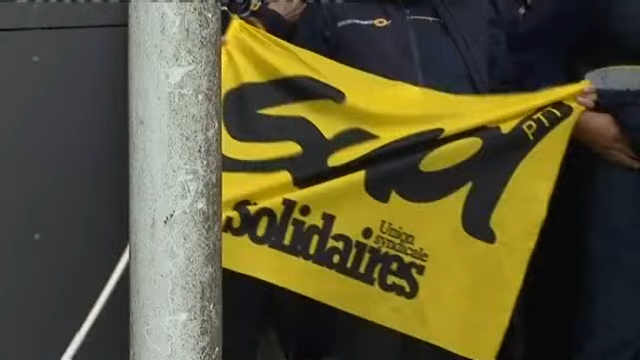 Sud
PTT
solidaires
Union
syndicale